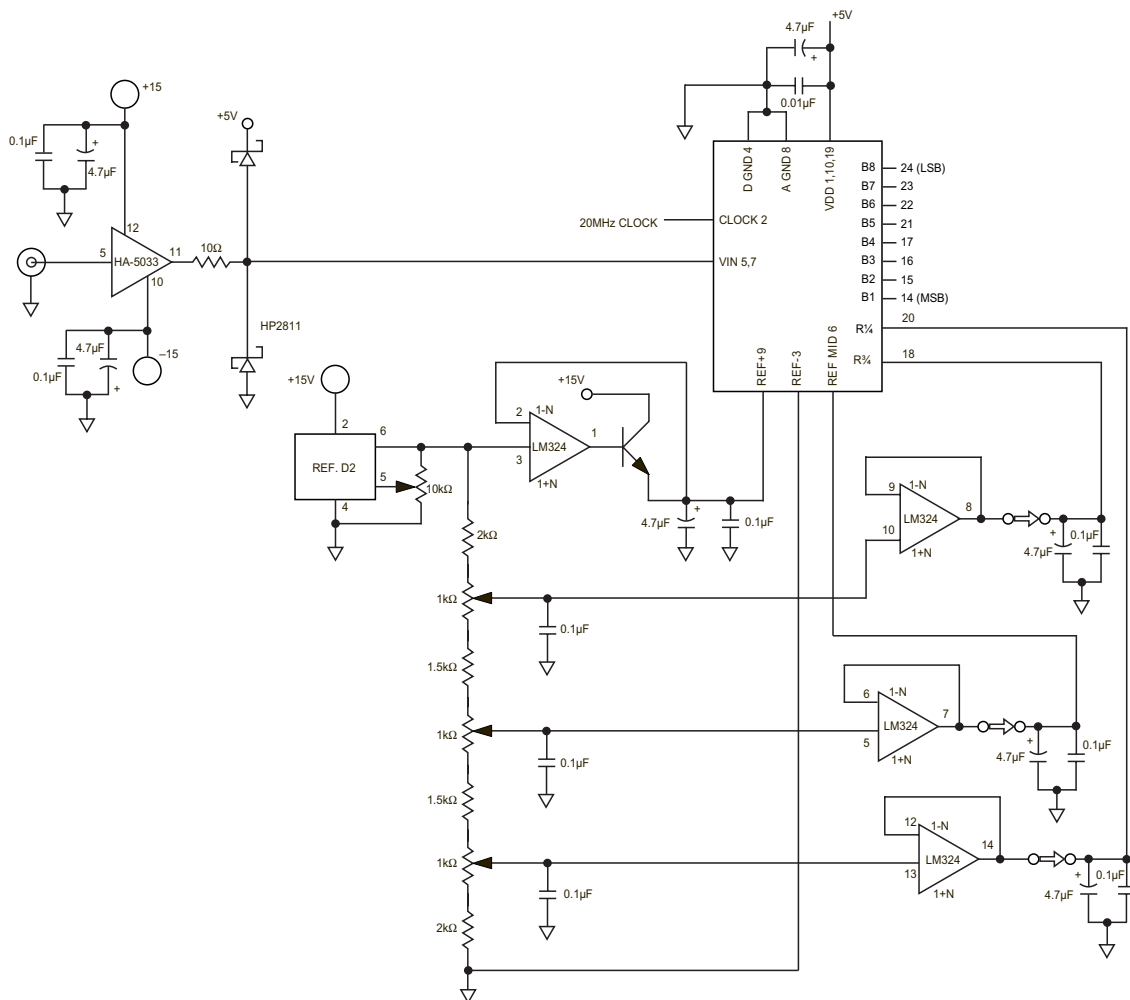 +5V
4.7µF
+
0.01µF
+15
0.1µF
+
4.7µF
+5V
D GND 4
A GND 8
VDD 1,10,19
B8 24 (LSB)
B7 23
B6 22
B5 21
B4 17
B3 16
B2 15
B1 14 (MSB)
20
R¼
18
R¾
20MHz CLOCK
CLOCK 2
VIN 5,7
REF+9
REF-3
REF MID 6
12
5
HA-5033
11
10
10Ω
HP2811
4.7µF
0.1µF
+
–15
+15V
2
6
REF. D2
5
4
10kΩ
+15V
2
1-N
LM324
1
3
1+N
4.7µF
+
0.1µF
2kΩ
1kΩ
0.1µF
1.5kΩ
1kΩ
0.1µF
1.5kΩ
1kΩ
0.1µF
2kΩ
9
1-N
LM324
8
10
1+N
+
4.7µF
0.1µF
6
1-N
LM324
7
5
1+N
+
4.7µF
0.1µF
12
1-N
LM324
14
13
1+N
+
4.7µF
0.1µF